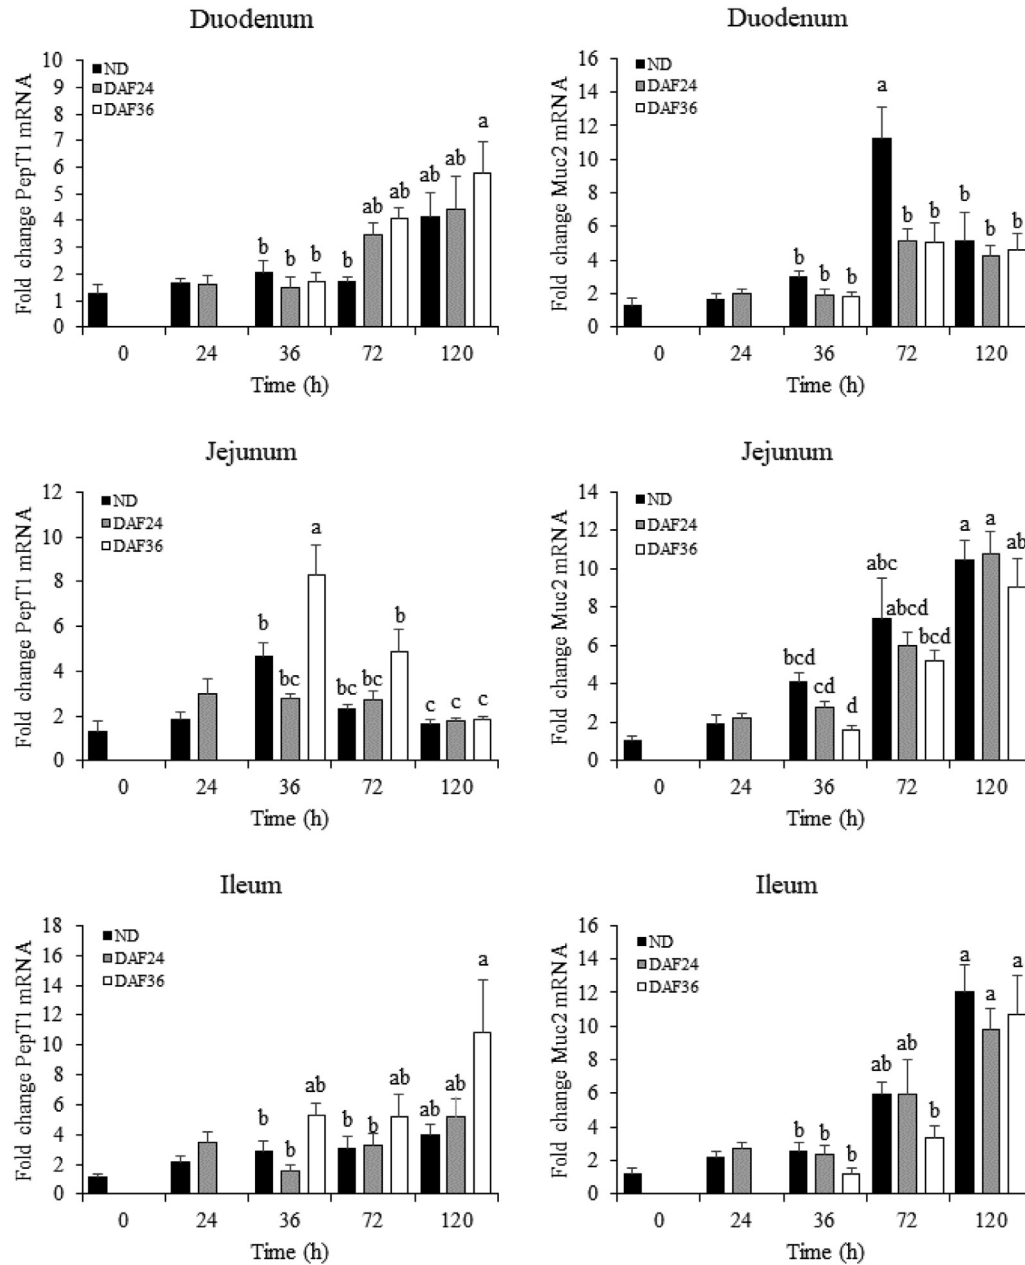 Duodenum
Fold change PepT1 mRNA
10
9
8
7
6
5
4
3
2
1
0
ND
DAF24
DAF36
b b b b ab ab ab ab a
0 24 36 72 120
Time (h)
Duodenum
Fold change Muc2 mRNA
16
14
12
10
8
6
4
2
0
ND
DAF24
DAF36
b b b a b b b b b
0 24 36 72 120
Time (h)
Jejunum
Fold change PepT1 mRNA
12
10
8
6
4
2
0
ND
DAF24
DAF36
b bc a bc bc b c c c
0 24 36 72 120
Time (h)
Jejunum
Fold change Muc2 mRNA
14
12
10
8
6
4
2
0
ND
DAF24
DAF36
bcd cd d abc abcd bcd a a ab
0 24 36 72 120
Time (h)
Ileum
Fold change PepT1 mRNA
18
16
14
12
10
8
6
4
2
0
ND
DAF24
DAF36
b b ab b b ab ab ab a
0 24 36 72 120
Time (h)
Ileum
Fold change Muc2 mRNA
16
14
12
10
8
6
4
2
0
ND
DAF24
DAF36
b b b ab ab b a a a
0 24 36 72 120
Time (h)